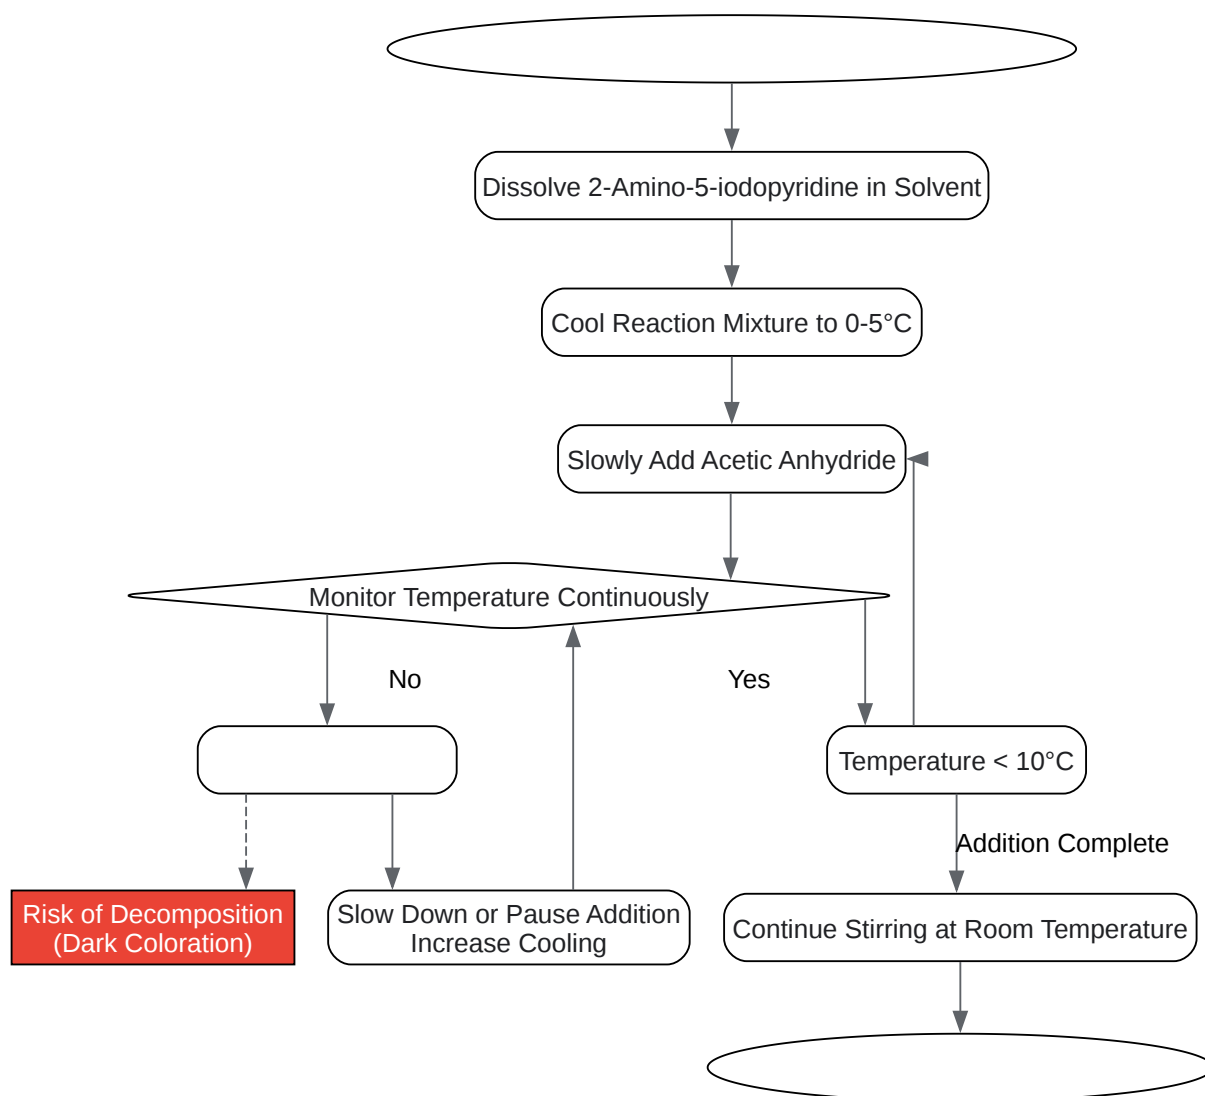 Dissolve 2-Amino-5-iodopyridine in Solvent
Cool Reaction Mixture to 0-5°C
Slowly Add Acetic Anhydride
Monitor Temperature Continuously
No
Yes
Temperature < 10°C
Addition Complete
Risk of Decomposition
(Dark Coloration)
Slow Down or Pause Addition
Increase Cooling
Continue Stirring at Room Temperature